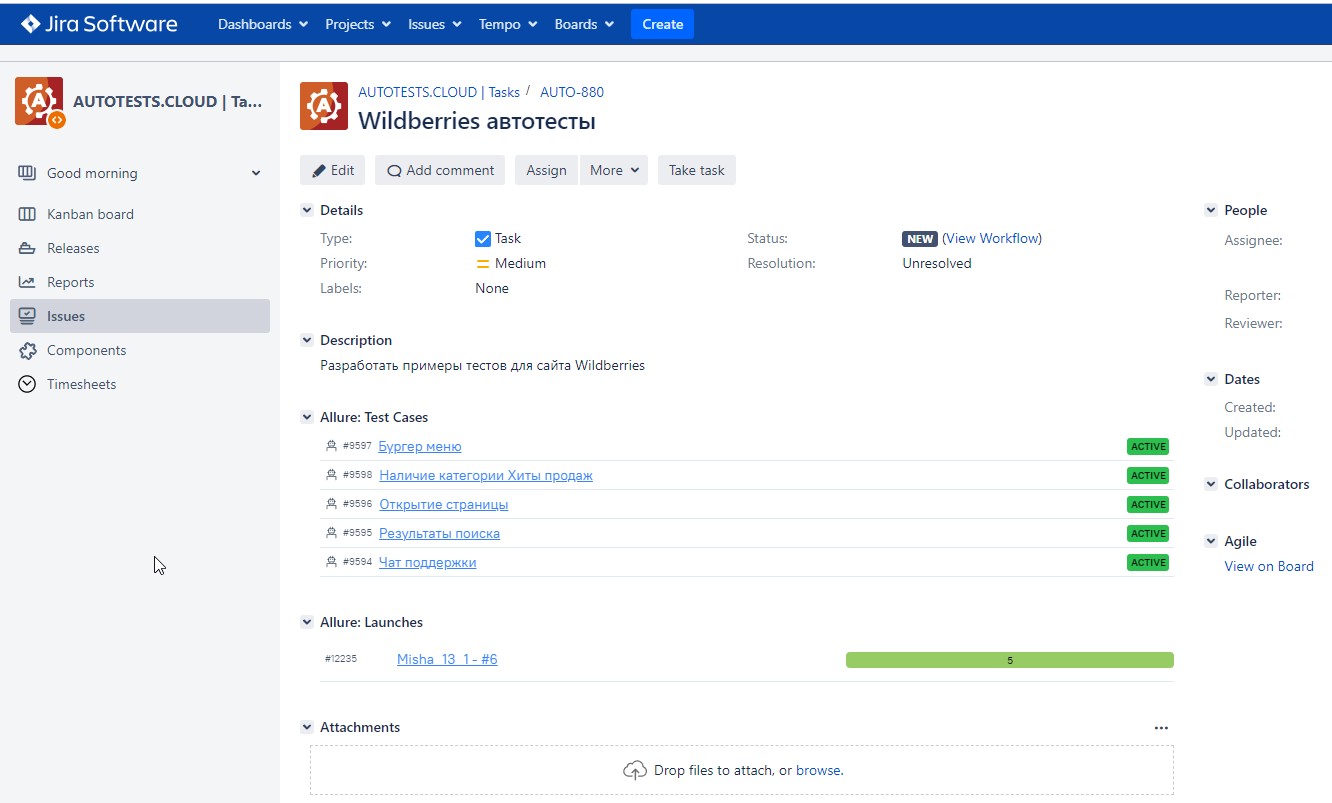 Jira Software Dashboards Projects Issues Tempo Boards Create
AUTOTESTS.CLOUD | Ta...
Good morning
Kanban board
Releases
Reports
Issues
Components
Timesheets
AUTOTESTS.CLOUD | Tasks / AUTO-880
Wildberries автотесты
Edit Add comment Assign More Take task
Details
Type: Task Status: NEW (View Workflow)
Priority: Medium Resolution: Unresolved
Labels: None
Description
Разработать примеры тестов для сайта Wildberries
Allure: Test Cases
#9597 Бургер меню ACTIVE
#9598 Наличие категории Хиты продаж ACTIVE
#9596 Открытие страницы ACTIVE
#9595 Результаты поиска ACTIVE
#9594 Чат поддержки ACTIVE
Allure: Launches
#12235 Misha_13_1 - #6 5
Attachments
Drop files to attach, or browse.
People
Assignee:
Reporter:
Reviewer:
Dates
Created:
Updated:
Collaborators
Agile
View on Board